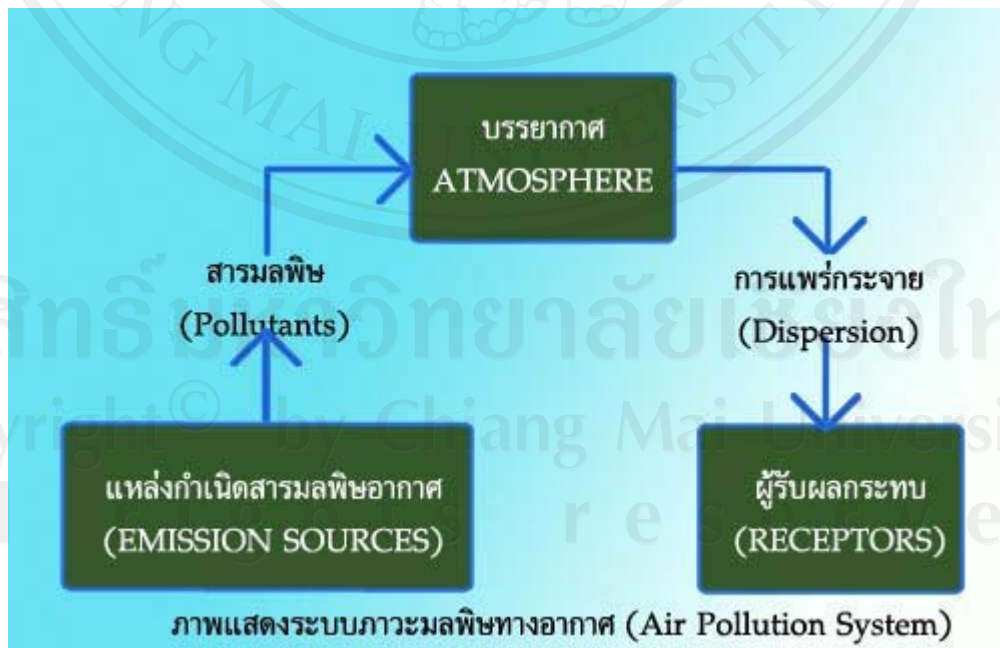 บรรยากาศ
ATMOSPHERE
สารมลพิษ
(Pollutants)
การแพร่กระจาย
(Dispersion)
แหล่งกำเนิดสารมลพิษอากาศ
(EMISSION SOURCES)
ผู้รับผลกระทบ
(RECEPTORS)
ภาพแสดงระบบภาวะมลพิษทางอากาศ (Air Pollution System)
by Chiang Mai